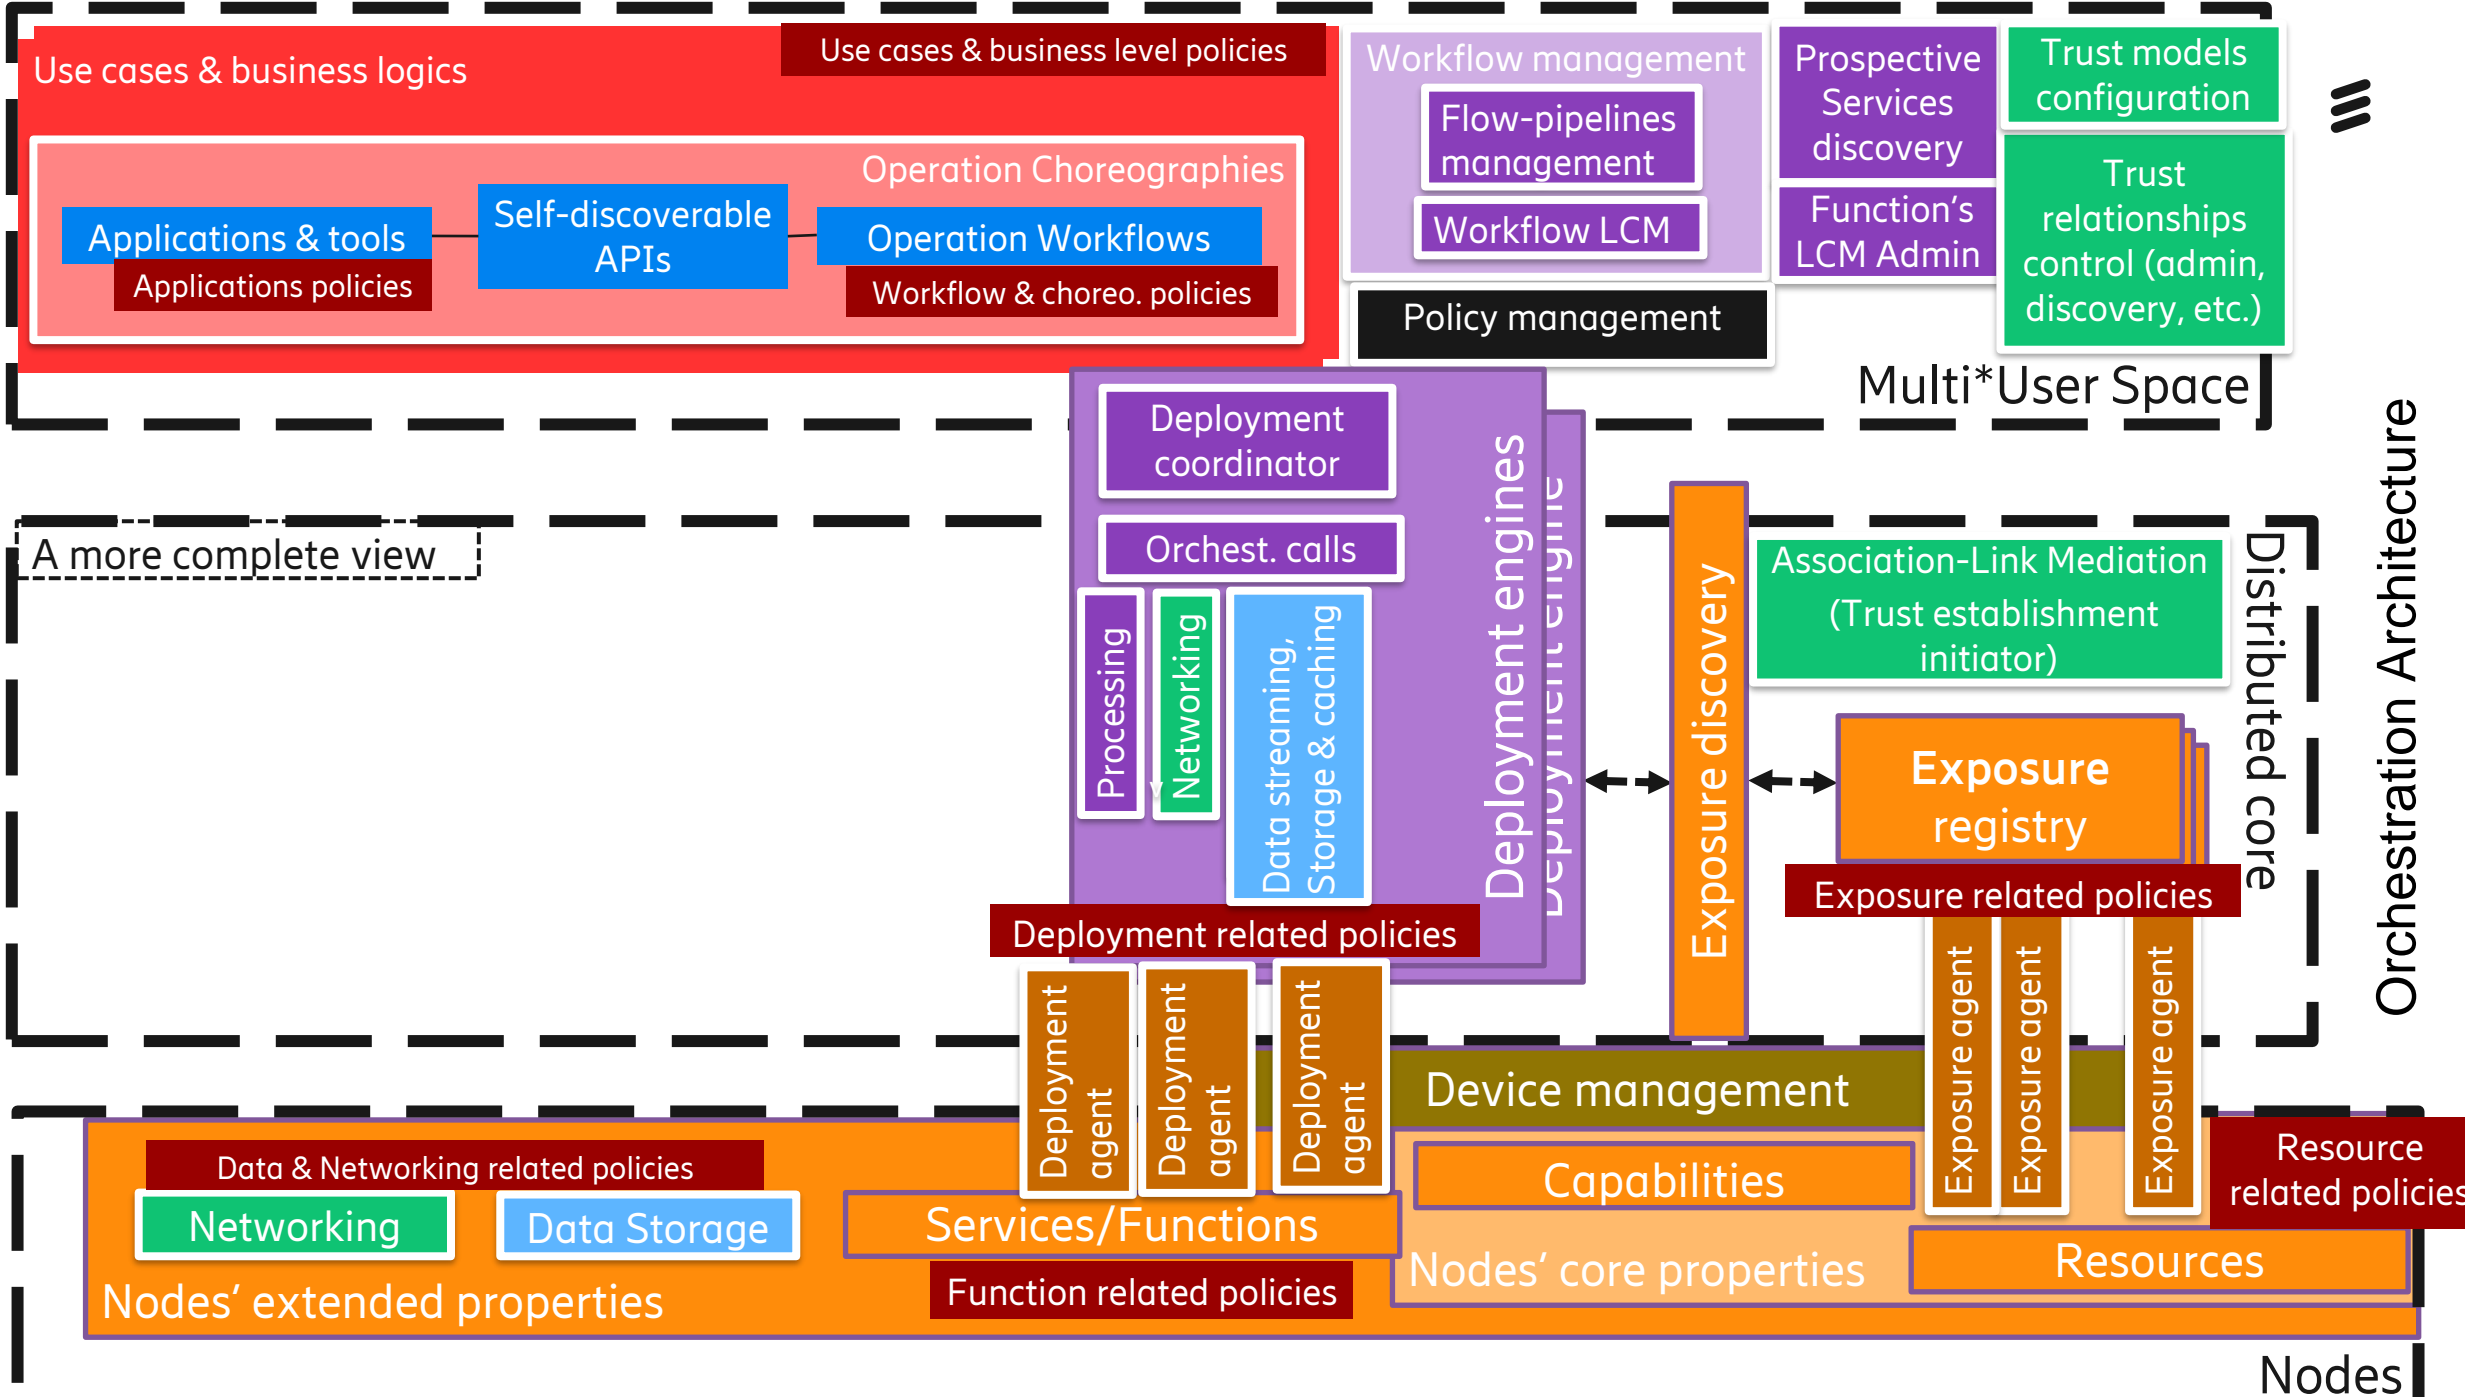 Use cases & business logics
Use cases & business level policies
Operation Choreographies
Applications & tools
Applications policies
Self-discoverable
APIs
Operation Workflows
Workflow & choreo. policies
Workflow management
Flow-pipelines
management
Workflow LCM
Policy management
Prospective
Services
discovery
Function's
LCM Admin
Trust models
configuration
Trust
relationships
control (admin,
discovery, etc.)
Multi*User Space
Orchestration Architecture
A more complete view
Deployment
coordinator
Orchest. calls
Processing
Networking
Data streaming,
Storage & caching
Deployment engines
Deployment engine
Deployment related policies
Exposure discovery
Association-Link Mediation
(Trust establishment
initiator)
Exposure
registry
Exposure related policies
Distributed core
Deployment
agent
Deployment
agent
Deployment
agent
Exposure agent
Exposure agent
Exposure agent
Device management
Data & Networking related policies
Networking
Data Storage
Services/Functions
Function related policies
Nodes' extended properties
Capabilities
Nodes' core properties
Resources
Resource
related policies
Nodes